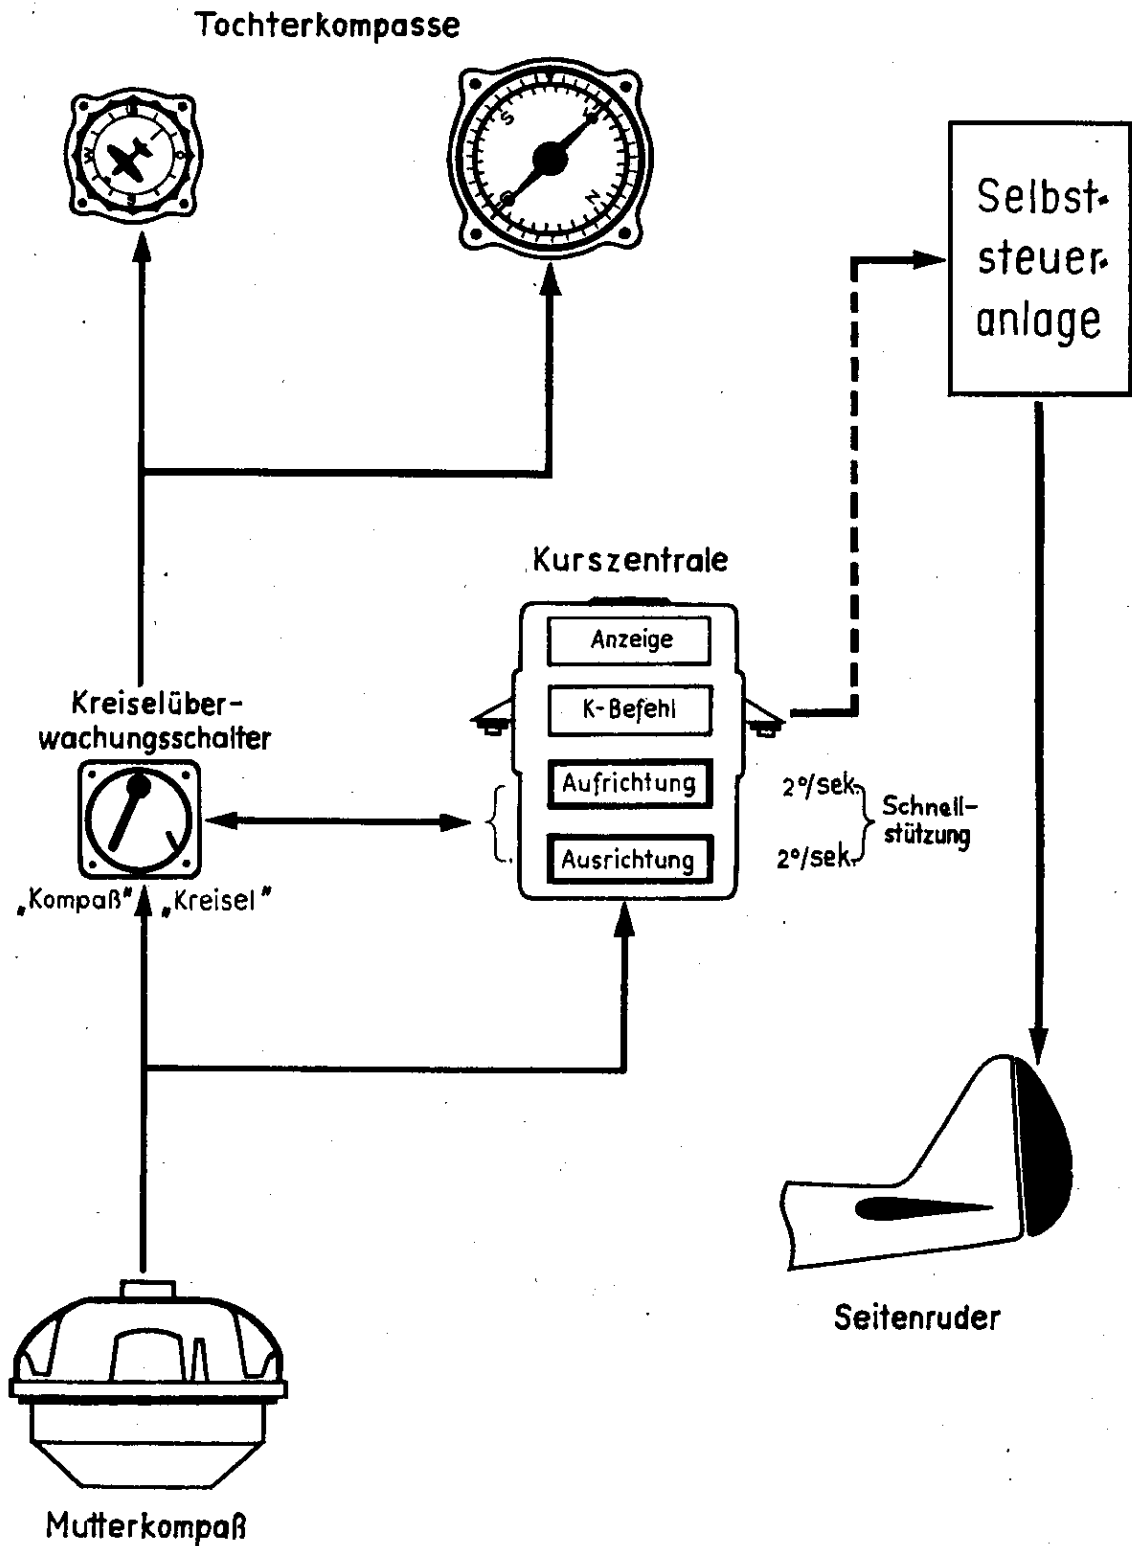 Tochterkompasse
S
W
O
N
W
O
S
Selbst-
steuer-
anlage
Kurszentrale
Anzeige
K-Befehl
Aufrichtung
Ausrichtung
2°/sek.
2°/sek.
Schnell-
stützung
Kreiselüber-
wachungsschalter
„Kompaß"
„Kreisel"
Seitenruder
Mutterkompaß